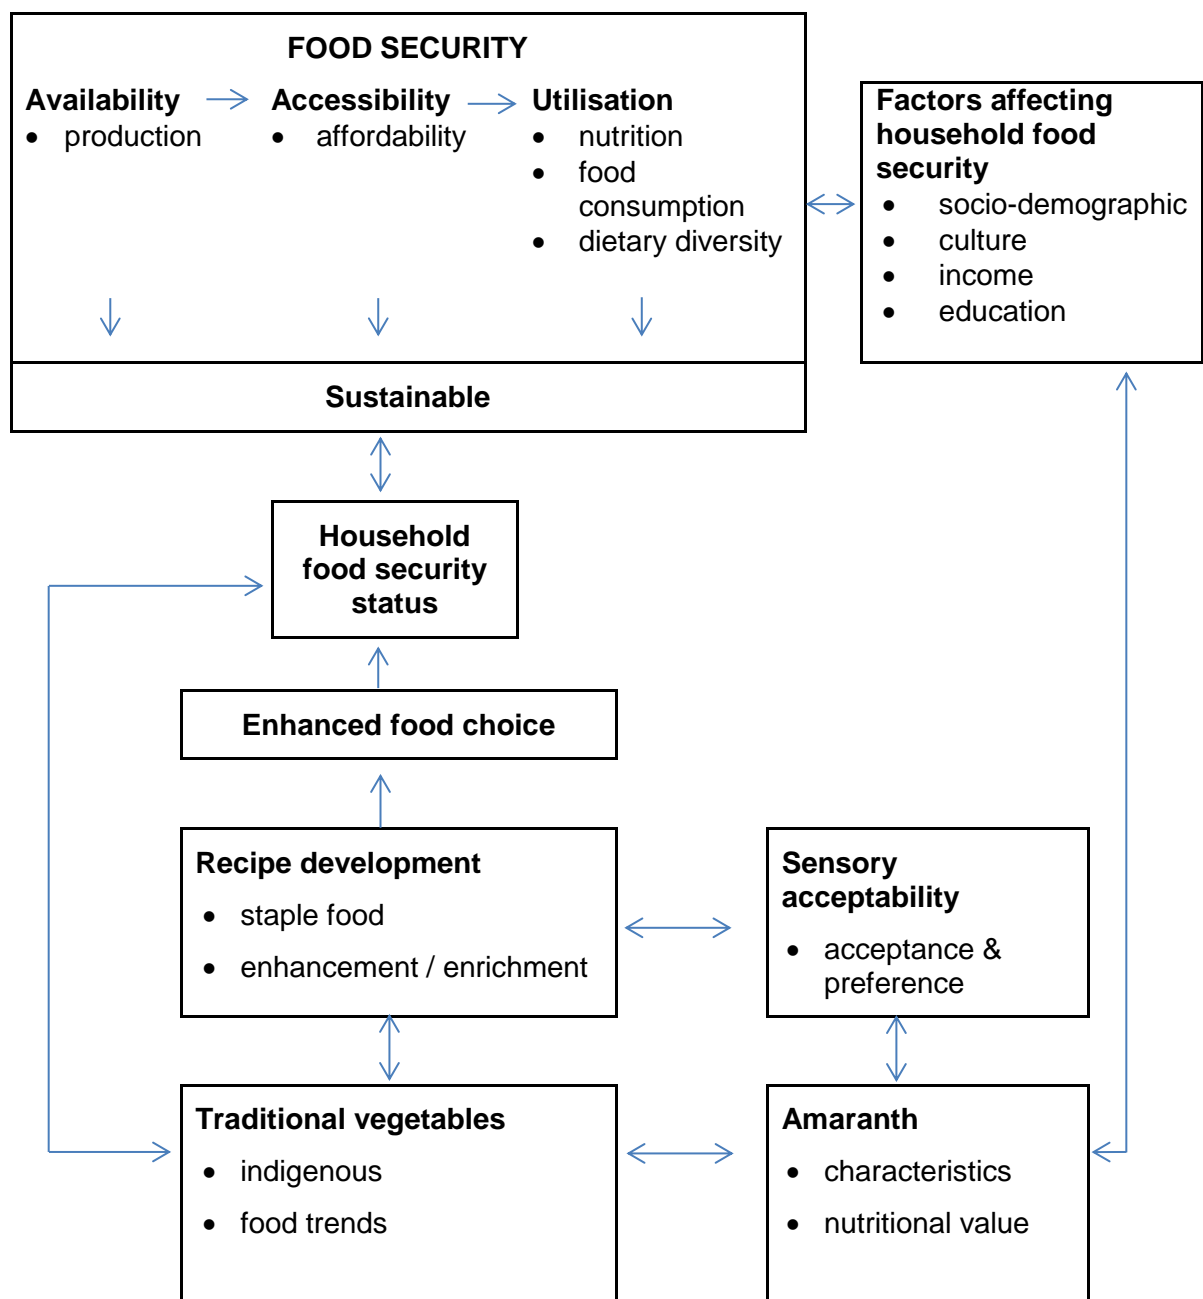 FOOD SECURITY
Availability
• production
Accessibility
• affordability
Utilisation
• nutrition
• food
consumption
• dietary diversity
Factors affecting
household food
security
• socio-demographic
• culture
• income
• education
Sustainable
Household
food security
status
Enhanced food choice
Recipe development
• staple food
• enhancement / enrichment
Sensory
acceptability
• acceptance &
preference
Traditional vegetables
• indigenous
• food trends
Amaranth
• characteristics
• nutritional value